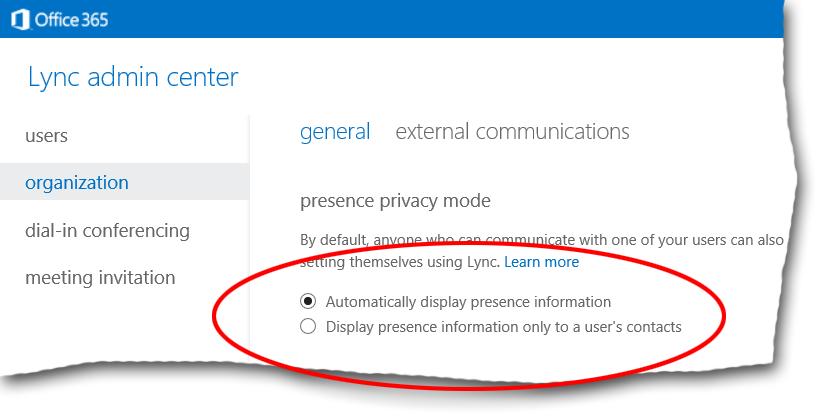 Office 365
Lync admin center
users
organization
dial-in conferencing
meeting invitation
general external communications
presence privacy mode
By default, anyone who can communicate with one of your users can also
setting themselves using Lync. Learn more
Automatically display presence information
Display presence information only to a user's contacts